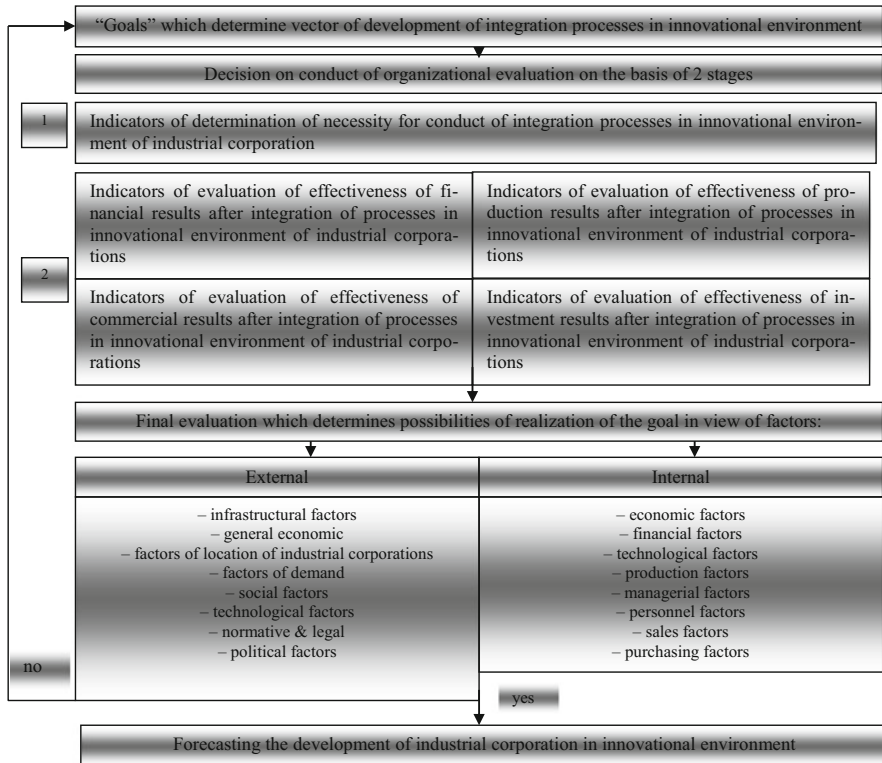 “Goals” which determine vector of development of integration processes in innovational environment
Decision on conduct of organizational evaluation on the basis of 2 stages
1
Indicators of determination of necessity for conduct of integration processes in innovational environ-
ment of industrial corporation
2
Indicators of evaluation of effectiveness of fi-
nancial results after integration of processes in
innovational environment of industrial corpora-
tions
Indicators of evaluation of effectiveness of pro-
duction results after integration of processes in
innovational environment of industrial corpora-
tions
Indicators of evaluation of effectiveness of
commercial results after integration of processes
in innovational environment of industrial corpo-
rations
Indicators of evaluation of effectiveness of in-
vestment results after integration of processes in
innovational environment of industrial corpora-
tions
Final evaluation which determines possibilities of realization of the goal in view of factors:
External
– infrastructural factors
– general economic
– factors of location of industrial corporations
– factors of demand
– social factors
– technological factors
– normative & legal
– political factors
Internal
– economic factors
– financial factors
– technological factors
– production factors
– managerial factors
– personnel factors
– sales factors
– purchasing factors
no
yes
Forecasting the development of industrial corporation in innovational environment